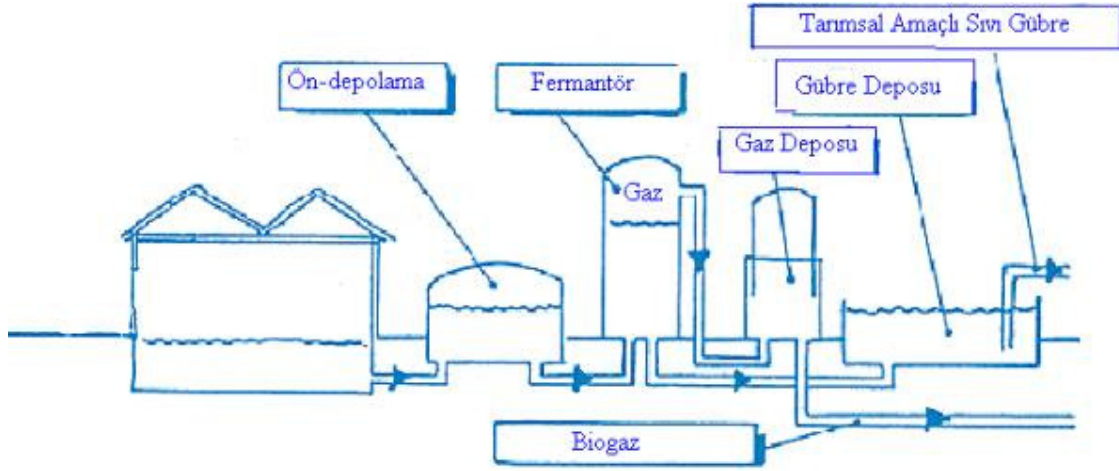 Tarımsal Amaçlı Sıvı Gübre
Ön-depolama
Fermantör
Gübre Deposu
Gaz Deposu
Gaz
Biogaz